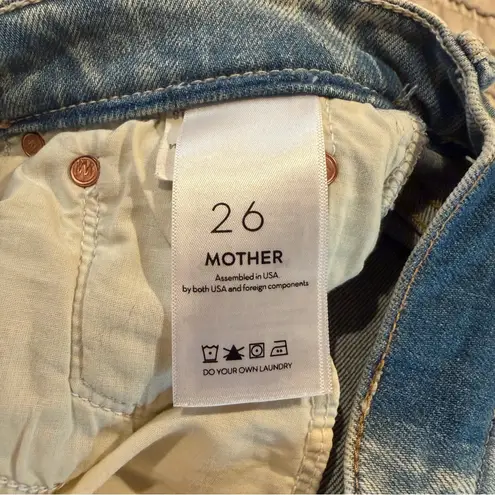 26
MOTHER
Assembled in USA
by both USA and foreign components
DO YOUR OWN LAUNDRY